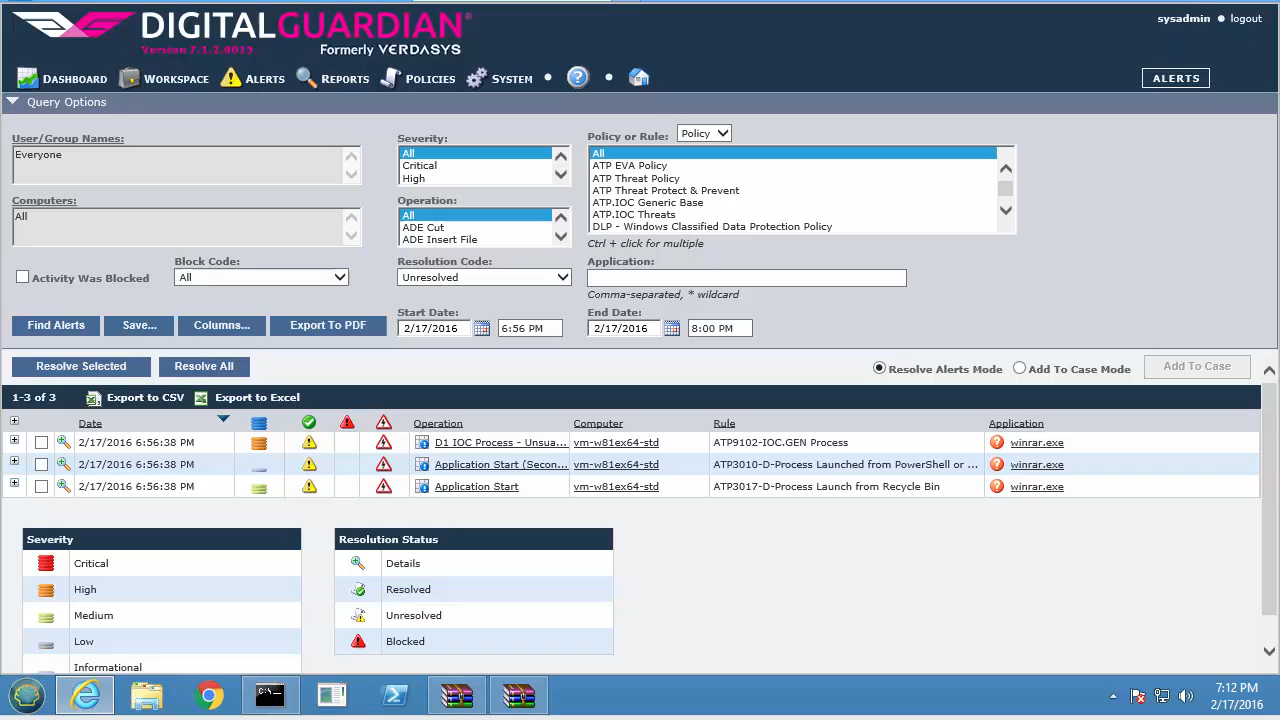 DIGITALGUARDIAN®
sysadmin ● logout
Version 7.1.2.0013
Formerly VERDASYS
DASHBOARD WORKSPACE ALERTS REPORTS POLICIES SYSTEM ? ALERTS
Query Options
User/Group Names:
Everyone
Computers:
All
Activity Was Blocked
Block Code:
All
Severity:
All
Critical
High
Operation:
All
ADE Cut
ADE Insert File
Resolution Code:
Unresolved
Policy or Rule: Policy
All
ATP EVA Policy
ATP Threat Policy
ATP Threat Protect & Prevent
ATP.IOC Generic Base
ATP.IOC Threats
DLP - Windows Classified Data Protection Policy
Ctrl + click for multiple
Application:
Comma-separated, * wildcard
Start Date:
2/17/2016 6:56 PM
End Date:
2/17/2016 8:00 PM
Find Alerts Save... Columns... Export To PDF
Resolve Selected Resolve All Resolve Alerts Mode Add To Case Mode Add To Case
1-3 of 3 Export to CSV Export to Excel
Date Operation Computer Rule Application
2/17/2016 6:56:38 PM D1 IOC Process - Unsua... vm-w81ex64-std ATP9102-IOC.GEN Process winrar.exe
2/17/2016 6:56:38 PM Application Start (Secon... vm-w81ex64-std ATP3010-D-Process Launched from PowerShell or ... winrar.exe
2/17/2016 6:56:38 PM Application Start vm-w81ex64-std ATP3017-D-Process Launch from Recycle Bin winrar.exe
Severity
Critical
High
Medium
Low
Informational
Resolution Status
Details
Resolved
Unresolved
Blocked
7:12 PM
2/17/2016